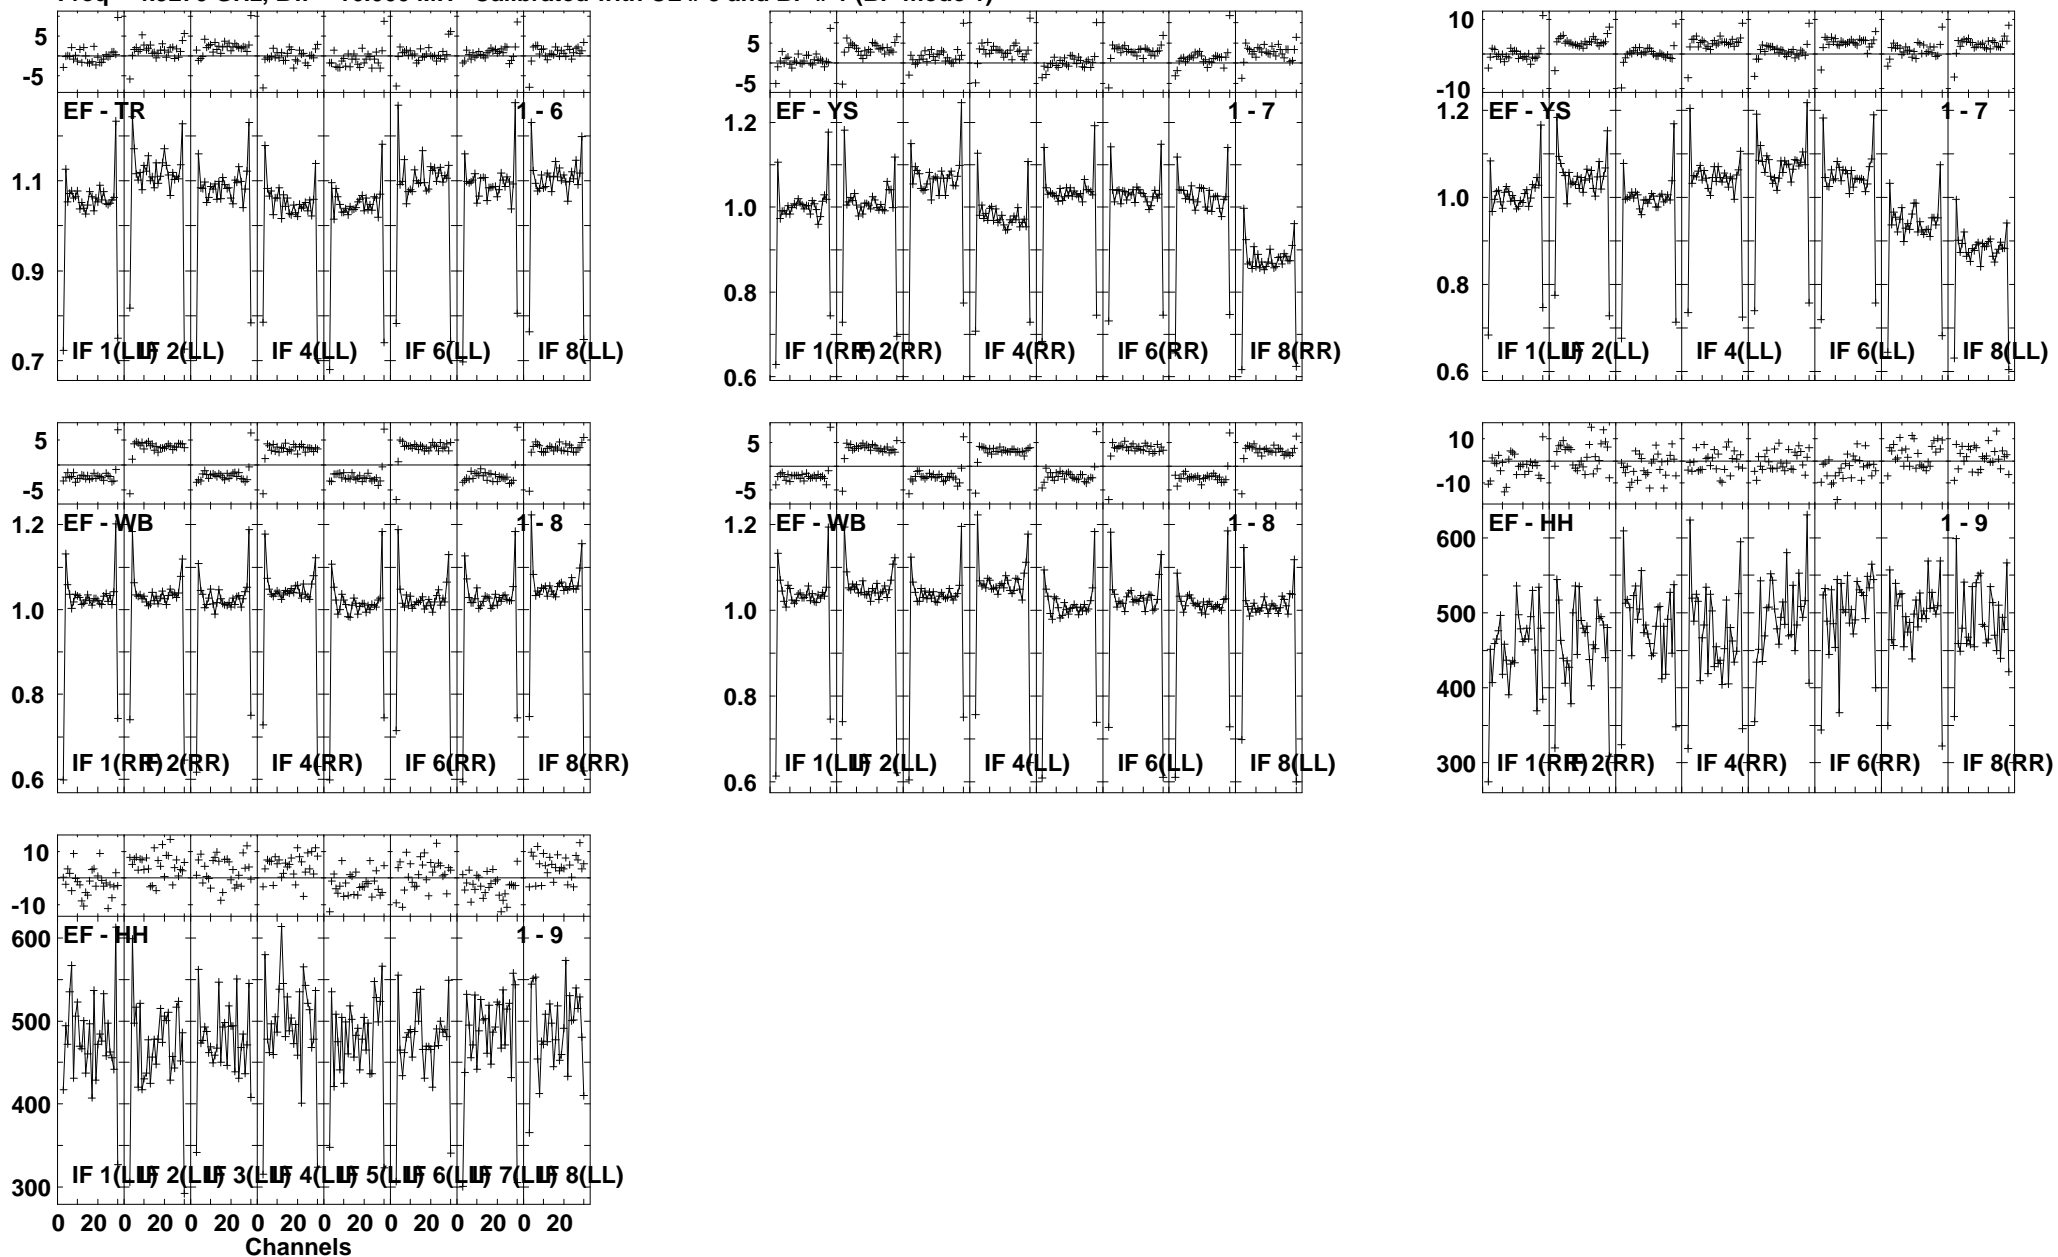 5
-5
EF - TR
1 - 6
1.1
0.9
0.7
IF 1(LL) IF 2(LL) IF 4(LL) IF 6(LL) IF 8(LL)
5
-5
EF - YS
1 - 7
1.2
1.0
0.8
0.6
IF 1(RR) IF 2(RR) IF 4(RR) IF 6(RR) IF 8(RR)
10
-10
EF - YS
1 - 7
1.2
1.0
0.8
0.6
IF 1(LL) IF 2(LL) IF 4(LL) IF 6(LL) IF 8(LL)
5
-5
EF - WB
1 - 8
1.2
1.0
0.8
0.6
IF 1(RR) IF 2(RR) IF 4(RR) IF 6(RR) IF 8(RR)
5
-5
EF - WB
1 - 8
1.2
1.0
0.8
0.6
IF 1(LL) IF 2(LL) IF 4(LL) IF 6(LL) IF 8(LL)
10
-10
EF - HH
1 - 9
600
500
400
300
IF 1(RR) IF 2(RR) IF 4(RR) IF 6(RR) IF 8(RR)
10
-10
EF - HH
1 - 9
600
500
400
300
IF 1(LL) IF 2(LL) IF 3(LL) IF 4(LL) IF 5(LL) IF 6(LL) IF 7(LL) IF 8(LL)
0 20 0 20 0 20 0 20 0 20 0 20 0 20 0 20
Channels